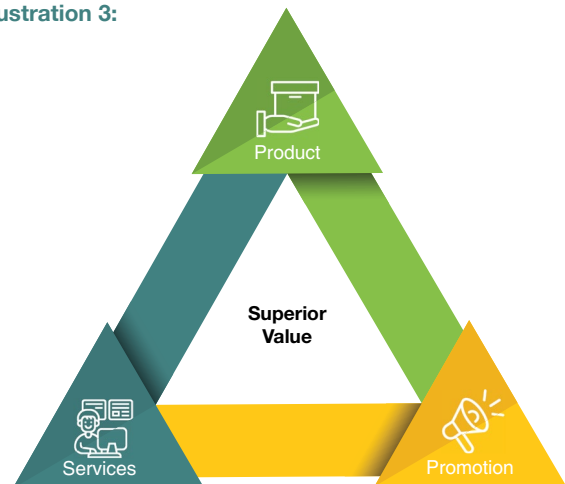 ustration 3:
Product
Superior
Value
Services
Promotion